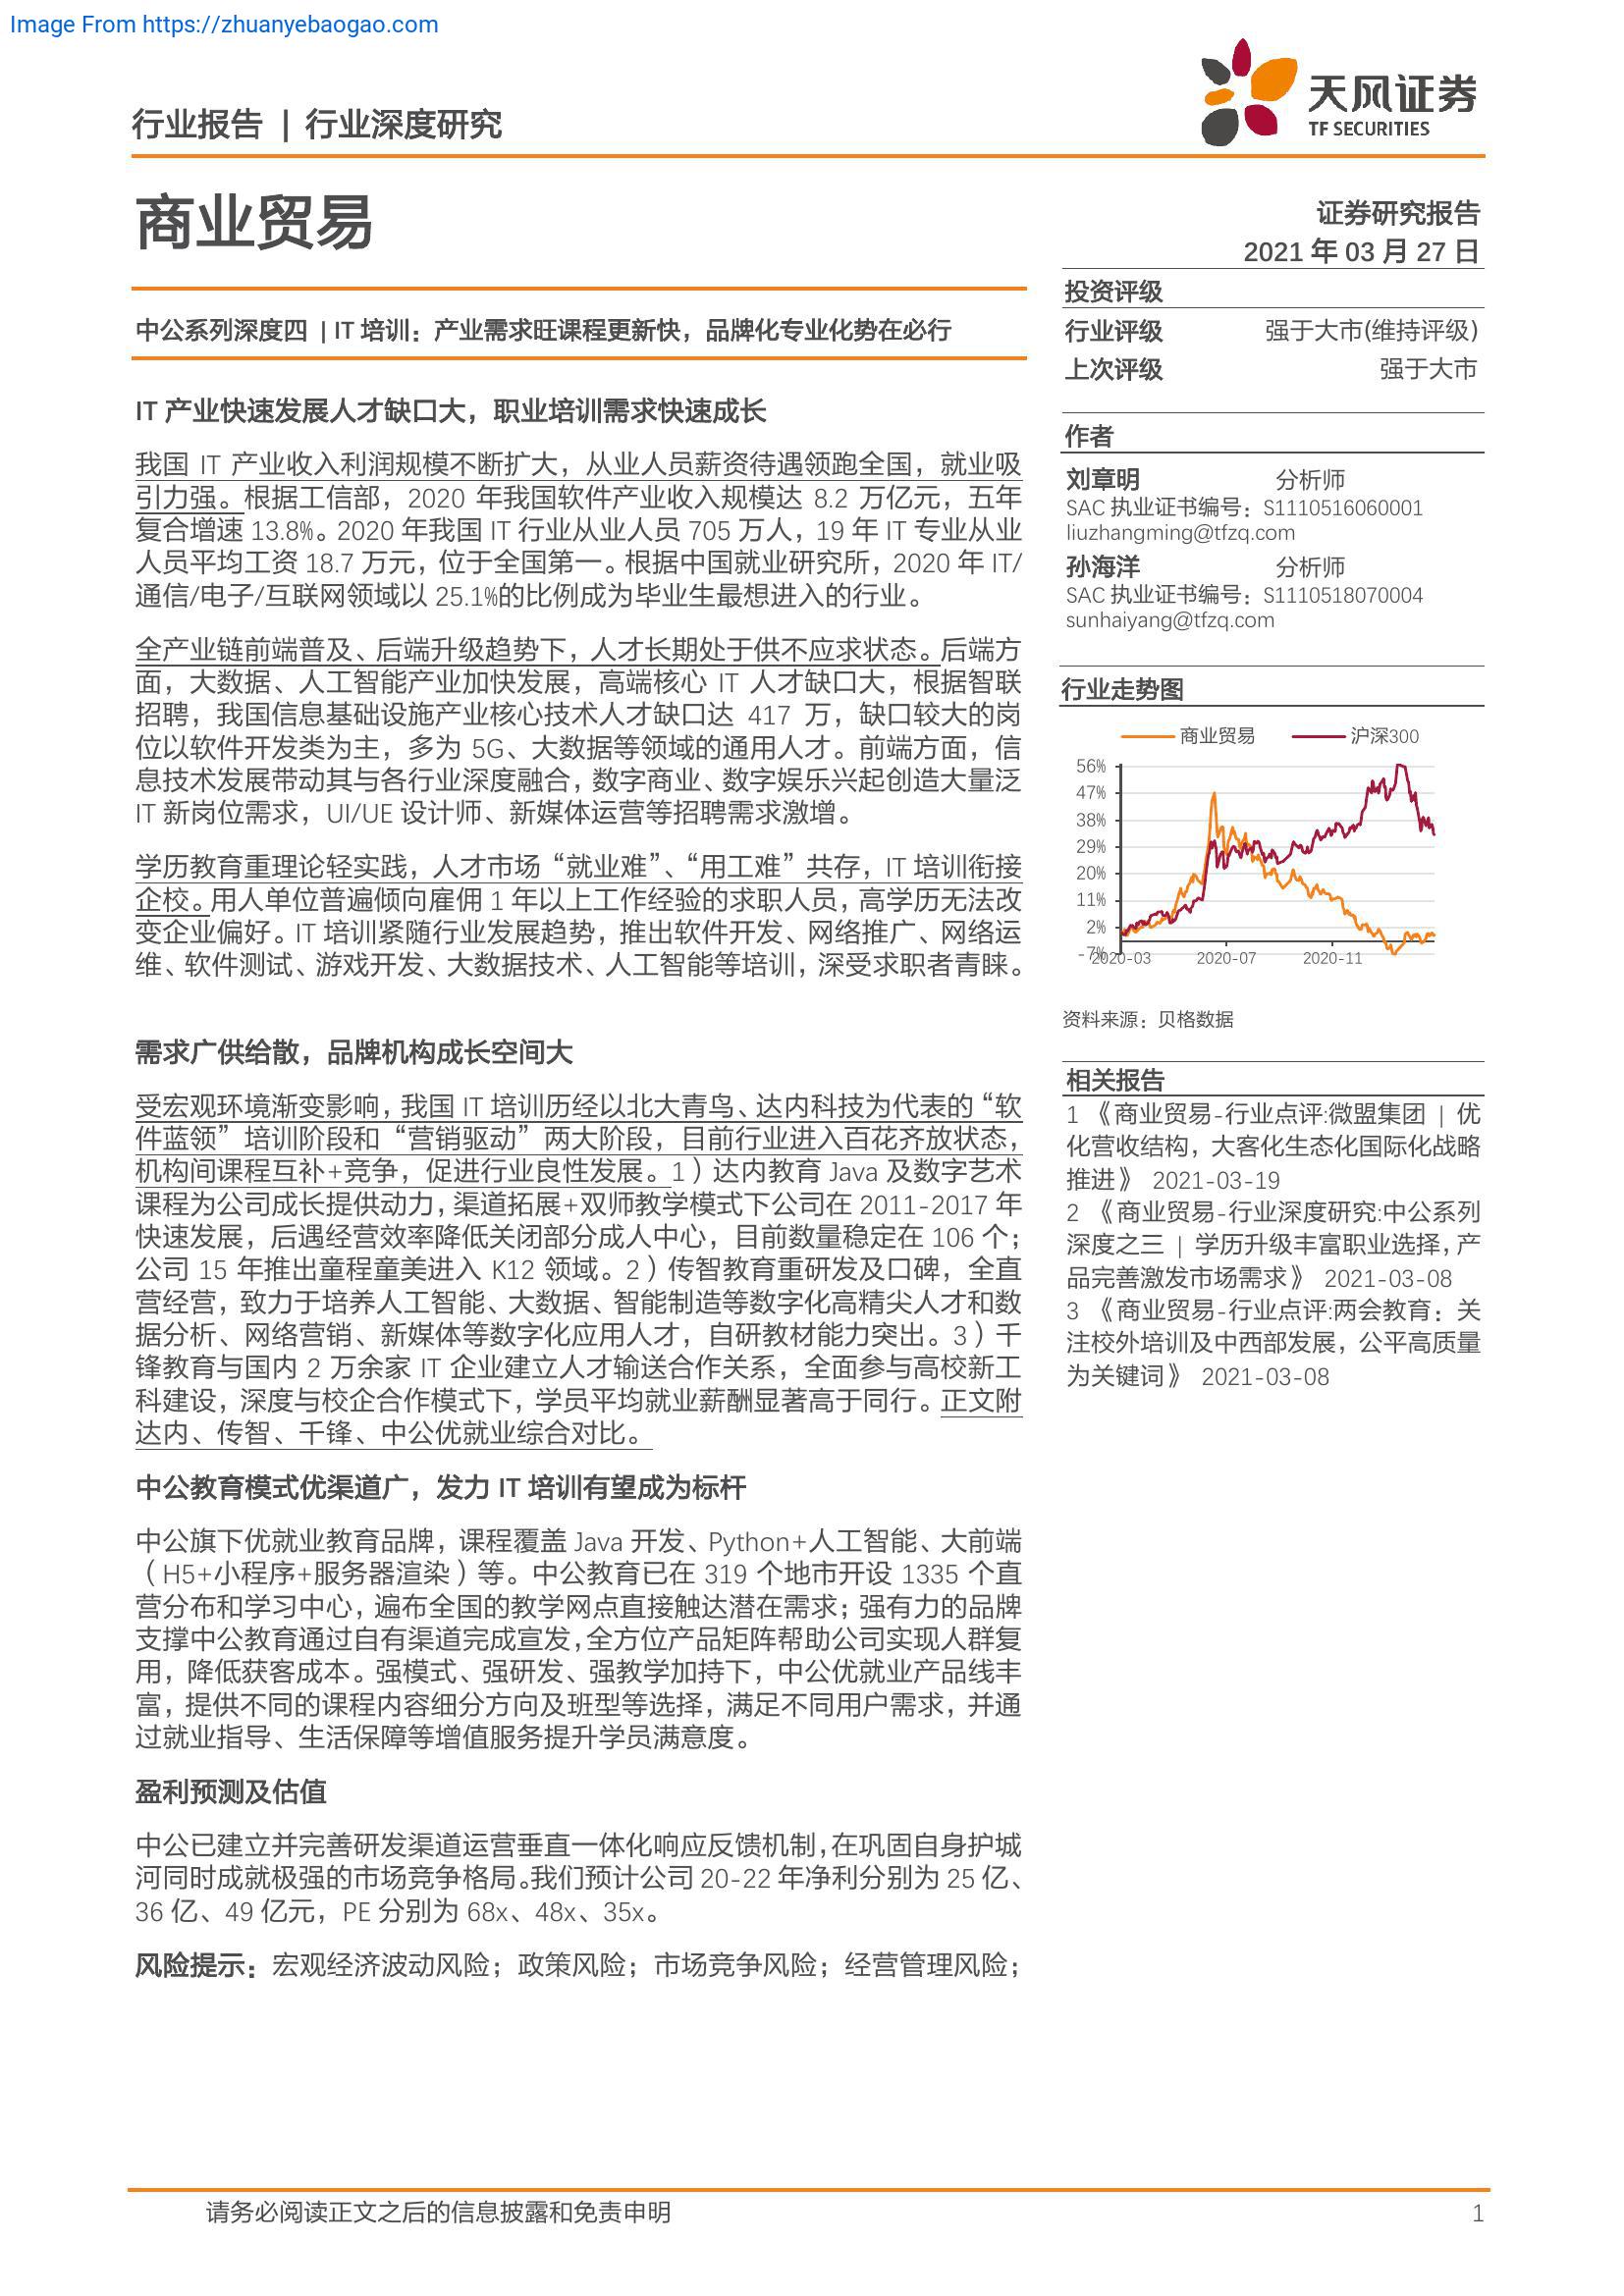 Image From https://zhuanyebaogao.com
行业报告 | 行业深度研究
天风证券
TF SECURITIES
商业贸易
证券研究报告
2021 年 03 月 27 日
中公系列深度四 | IT 培训：产业需求旺课程更新快，品牌化专业化势在必行
IT 产业快速发展人才缺口大，职业培训需求快速成长
我国 IT 产业收入利润规模不断扩大，从业人员薪资待遇领跑全国，就业吸
引力强。根据工信部，2020 年我国软件产业收入规模达 8.2 万亿元，五年
复合增速 13.8%。2020 年我国 IT 行业从业人员 705 万人，19 年 IT 专业从业
人员平均工资 18.7 万元，位于全国第一。根据中国就业研究所，2020 年 IT/
通信/电子/互联网领域以 25.1%的比例成为毕业生最想进入的行业。
全产业链前端普及、后端升级趋势下，人才长期处于供不应求状态。后端方
面，大数据、人工智能产业加快发展，高端核心 IT 人才缺口大，根据智联
招聘，我国信息基础设施产业核心技术人才缺口达 417 万，缺口较大的岗
位以软件开发类为主，多为 5G、大数据等领域的通用人才。前端方面，信
息技术发展带动其与各行业深度融合，数字商业、数字娱乐兴起创造大量泛
IT 新岗位需求，UI/UE 设计师、新媒体运营等招聘需求激增。
学历教育重理论轻实践，人才市场“就业难”、“用工难”共存，IT 培训衔接
企校。用人单位普遍倾向雇佣 1 年以上工作经验的求职人员，高学历无法改
变企业偏好。IT 培训紧随行业发展趋势，推出软件开发、网络推广、网络运
维、软件测试、游戏开发、大数据技术、人工智能等培训，深受求职者青睐。
需求广供给散，品牌机构成长空间大
受宏观环境渐变影响，我国 IT 培训历经以北大青鸟、达内科技为代表的“软
件蓝领”培训阶段和“营销驱动”两大阶段，目前行业进入百花齐放状态，
机构间课程互补+竞争，促进行业良性发展。1）达内教育 Java 及数字艺术
课程为公司成长提供动力，渠道拓展+双师教学模式下公司在 2011-2017 年
快速发展，后遇经营效率降低关闭部分成人中心，目前数量稳定在 106 个；
公司 15 年推出童程童美进入 K12 领域。2）传智教育重研发及口碑，全直
营经营，致力于培养人工智能、大数据、智能制造等数字化高精尖人才和数
据分析、网络营销、新媒体等数字化应用人才，自研教材能力突出。3）千
锋教育与国内 2 万余家 IT 企业建立人才输送合作关系，全面参与高校新工
科建设，深度与校企合作模式下，学员平均就业薪酬显著高于同行。正文附
达内、传智、千锋、中公优就业综合对比。
中公教育模式优渠道广，发力 IT 培训有望成为标杆
中公旗下优就业教育品牌，课程覆盖 Java 开发、Python+人工智能、大前端
（H5+小程序+服务器渲染）等。中公教育已在 319 个地市开设 1335 个直
营分布和学习中心，遍布全国的教学网点直接触达潜在需求；强有力的品牌
支撑中公教育通过自有渠道完成宣发，全方位产品矩阵帮助公司实现人群复
用，降低获客成本。强模式、强研发、强教学加持下，中公优就业产品线丰
富，提供不同的课程内容细分方向及班型等选择，满足不同用户需求，并通
过就业指导、生活保障等增值服务提升学员满意度。
盈利预测及估值
中公已建立并完善研发渠道运营垂直一体化响应反馈机制，在巩固自身护城
河同时成就极强的市场竞争格局。我们预计公司 20-22 年净利分别为 25 亿、
36 亿、49 亿元，PE 分别为 68x、48x、35x。
风险提示：宏观经济波动风险；政策风险；市场竞争风险；经营管理风险；
投资评级
行业评级 强于大市(维持评级)
上次评级 强于大市
作者
刘章明 分析师
SAC 执业证书编号：S1110516060001
liuzhangming@tfzq.com
孙海洋 分析师
SAC 执业证书编号：S1110518070004
sunhaiyang@tfzq.com
行业走势图
商业贸易 沪深300
56%
47%
38%
29%
20%
11%
2%
-7%
2020-03 2020-07 2020-11
资料来源：贝格数据
相关报告
1 《商业贸易-行业点评:微盟集团 | 优
化营收结构，大客化生态化国际化战略
推进》 2021-03-19
2 《商业贸易-行业深度研究:中公系列
深度之三 | 学历升级丰富职业选择,产
品完善激发市场需求》 2021-03-08
3 《商业贸易-行业点评:两会教育：关
注校外培训及中西部发展，公平高质量
为关键词》 2021-03-08
请务必阅读正文之后的信息披露和免责申明 1